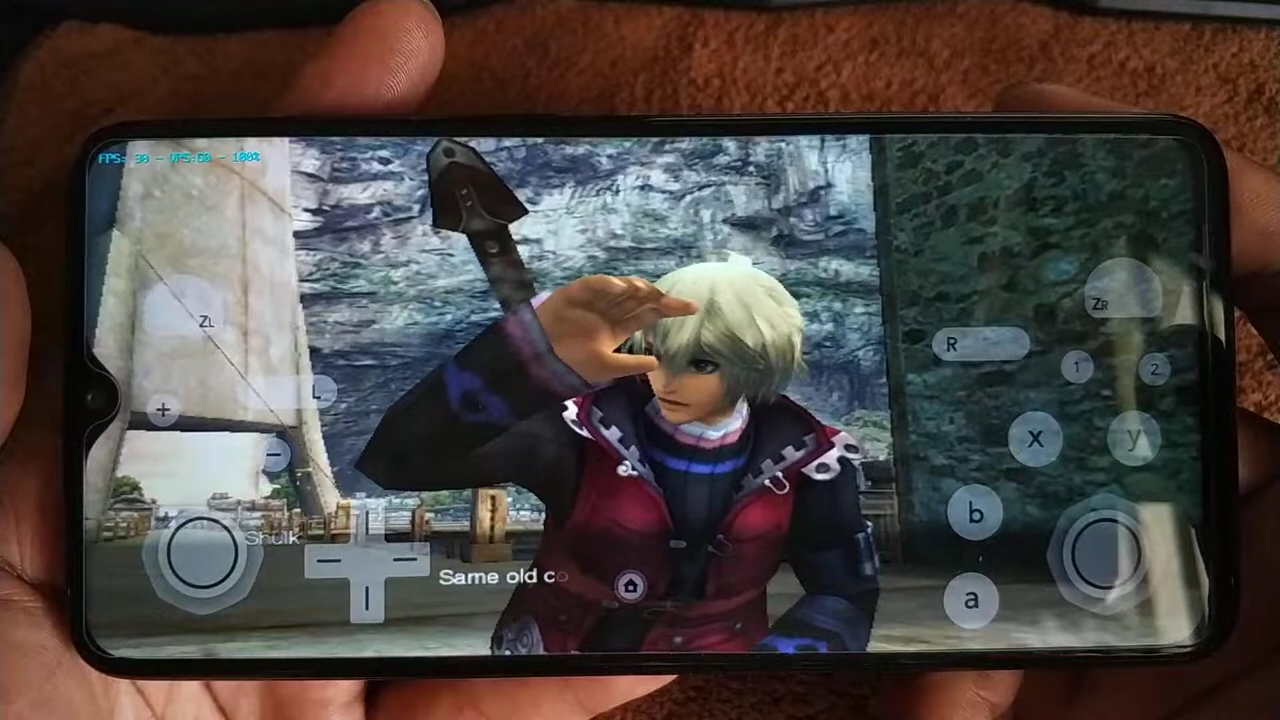 FPS: 30 - VPS:60 - 100%
ZL
ZR
R
L
1
2
+
x
y
−
b
Shulk
Same old co
a